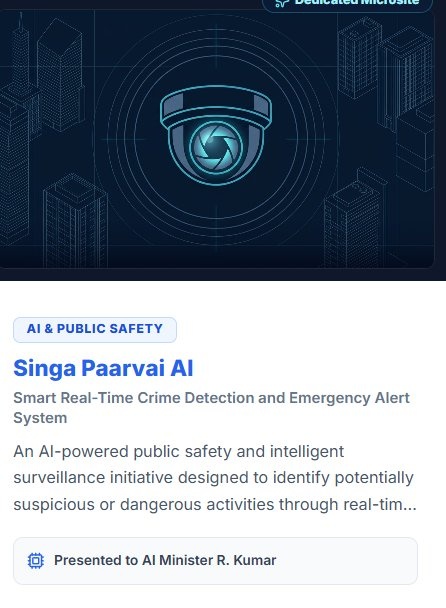 Dedicated Microsite
AI & PUBLIC SAFETY
Singa Paarvai AI
Smart Real-Time Crime Detection and Emergency Alert
System
An AI-powered public safety and intelligent
surveillance initiative designed to identify potentially
suspicious or dangerous activities through real-tim...
Presented to AI Minister R. Kumar